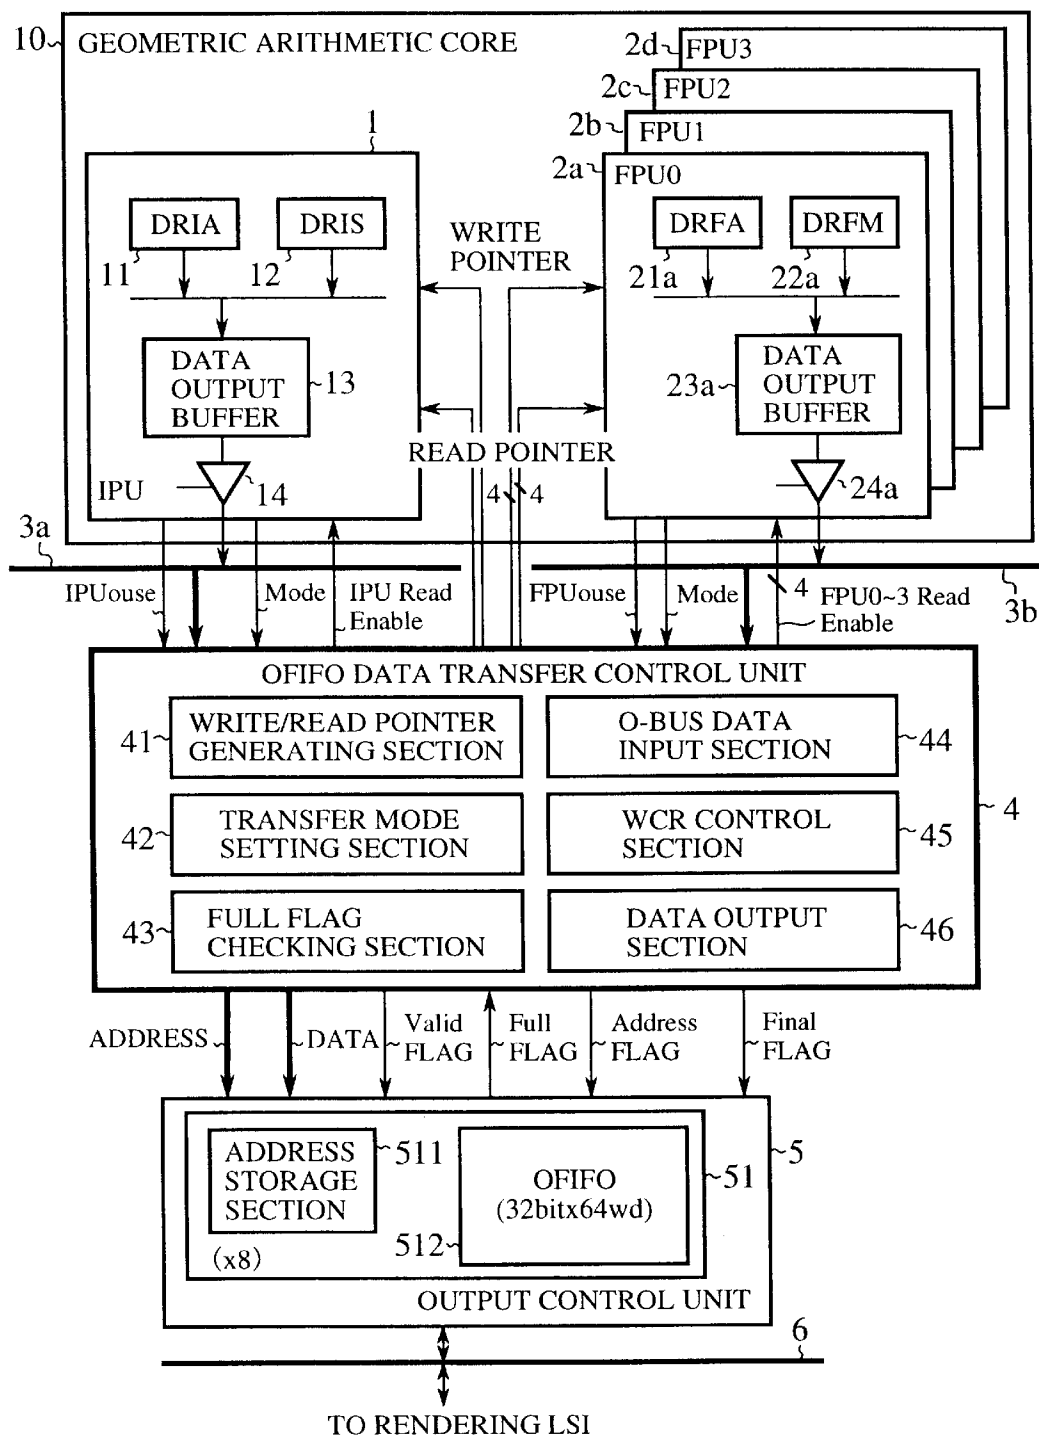 10
GEOMETRIC ARITHMETIC CORE
2d
FPU3
2c
FPU2
2b
FPU1
2a
FPU0
1
DRIA
DRIS
11
12
WRITE
POINTER
DRFA
DRFM
21a
22a
DATA
OUTPUT
BUFFER
13
23a
DATA
OUTPUT
BUFFER
READ POINTER
IPU
14
4
4
24a
3a
3b
IPUouse
Mode
IPU Read
Enable
FPUouse
Mode
4
FPU0~3 Read
Enable
OFIFO DATA TRANSFER CONTROL UNIT
41
WRITE/READ POINTER
GENERATING SECTION
O-BUS DATA
INPUT SECTION
44
42
TRANSFER MODE
SETTING SECTION
WCR CONTROL
SECTION
45
4
43
FULL FLAG
CHECKING SECTION
DATA OUTPUT
SECTION
46
ADDRESS
DATA
Valid
FLAG
Full
FLAG
Address
FLAG
Final
FLAG
ADDRESS
STORAGE
SECTION
511
OFIFO
(32bitx64wd)
512
(x8)
51
5
OUTPUT CONTROL UNIT
6
TO RENDERING LSI